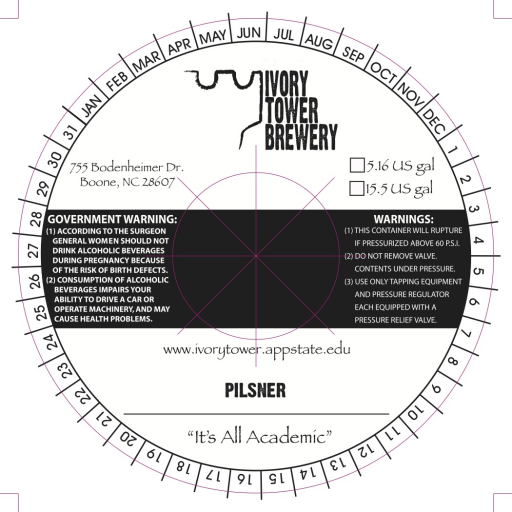 JAN FEB MAR APR MAY JUN JUL AUG SEP OCT NOV DEC
1 2 3 4 5 6 7 8 9 10 11 12 13 14 15 16 17 18 19 20 21 22 23 24 25 26 27 28 29 30 31
IVORY
TOWER
BREWERY
755 Bodenheimer Dr.
Boone, NC 28607
5.16 US gal
15.5 US gal
GOVERNMENT WARNING:
(1) ACCORDING TO THE SURGEON
GENERAL WOMEN SHOULD NOT
DRINK ALCOHOLIC BEVERAGES
DURING PREGNANCY BECAUSE
OF THE RISK OF BIRTH DEFECTS.
(2) CONSUMPTION OF ALCOHOLIC
BEVERAGES IMPAIRS YOUR
ABILITY TO DRIVE A CAR OR
OPERATE MACHINERY, AND MAY
CAUSE HEALTH PROBLEMS.
WARNINGS:
(1) THIS CONTAINER WILL RUPTURE
IF PRESSURIZED ABOVE 60 P.S.I.
(2) DO NOT REMOVE VALVE.
CONTENTS UNDER PRESSURE.
(3) USE ONLY TAPPING EQUIPMENT
AND PRESSURE REGULATOR
EACH EQUIPPED WITH A
PRESSURE RELIEF VALVE.
www.ivorytower.appstate.edu
PILSNER
"It's All Academic"